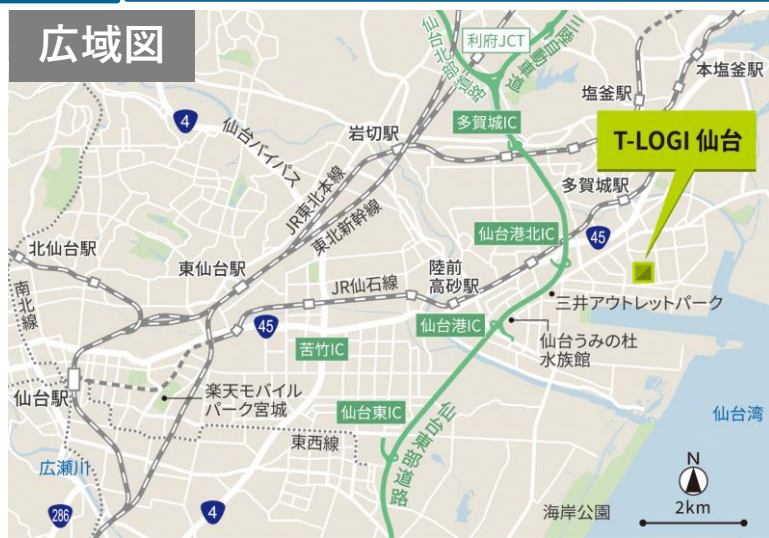 広域図
仙台北部道路
利府JCT
三陸自動車道
本塩釜駅
塩釜駅
4
仙台バイパス
岩切駅
多賀城IC
T-LOGI 仙台
JR東北本線
東北新幹線
多賀城駅
仙台港北IC
45
北仙台駅
東仙台駅
陸前
高砂駅
JR仙石線
南北線
三井アウトレットパーク
45
苦竹IC
仙台港IC
仙台うみの杜
水族館
仙台駅
楽天モバイル
パーク宮城
仙台東IC
仙台東部道路
東西線
仙台湾
広瀬川
N
2km
海岸公園
286
4